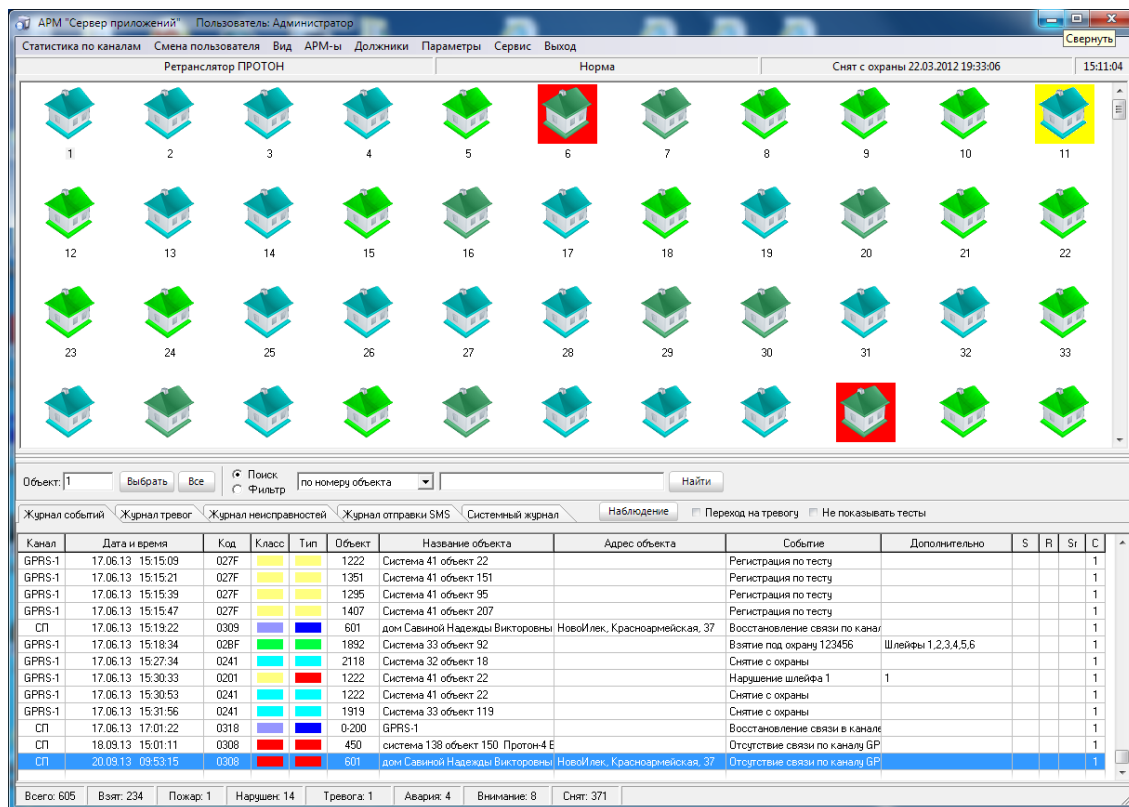 АРМ "Сервер приложений" Пользователь: Администратор
Статистика по каналам Смена пользователя Вид АРМ-ы Должники Параметры Сервис Выход
Свернуть
Ретранслятор ПРОТОН Норма Снят с охраны 22.03.2012 19:33:06 15:11:04
1 2 3 4 5 6 7 8 9 10 11
12 13 14 15 16 17 18 19 20 21 22
23 24 25 26 27 28 29 30 31 32 33
Объект: 1 Выбрать Все Поиск по номеру объекта Найти
Фильтр
Журнал событий Журнал тревог Журнал неисправностей Журнал отправки SMS Системный журнал Наблюдение Переход на тревогу Не показывать тесты
Канал Дата и время Код Класс Тип Объект Название объекта Адрес объекта Событие Дополнительно S R Sr C
GPRS-1 17.06.13 15:15:09 027F 1222 Система 41 объект 22 Регистрация по тесту 1
GPRS-1 17.06.13 15:15:21 027F 1351 Система 41 объект 151 Регистрация по тесту 1
GPRS-1 17.06.13 15:15:39 027F 1295 Система 41 объект 95 Регистрация по тесту 1
GPRS-1 17.06.13 15:15:47 027F 1407 Система 41 объект 207 Регистрация по тесту 1
СП 17.06.13 15:19:22 0309 601 дом Савиной Надежды Викторовны НовоИлек, Красноармейская, 37 Восстановление связи по канал 1
GPRS-1 17.06.13 15:18:34 02BF 1892 Система 33 объект 92 Взятие под охрану 123456 Шлейфы 1,2,3,4,5,6 1
GPRS-1 17.06.13 15:27:34 0241 2118 Система 32 объект 18 Снятие с охраны 1
GPRS-1 17.06.13 15:30:33 0201 1222 Система 41 объект 22 Нарушение шлейфа 1 1 1
GPRS-1 17.06.13 15:30:53 0241 1222 Система 41 объект 22 Снятие с охраны 1
GPRS-1 17.06.13 15:31:56 0241 1919 Система 33 объект 119 Снятие с охраны 1
СП 17.06.13 17:01:22 0318 0-200 GPRS-1 Восстановление связи в канале 1
СП 18.09.13 15:01:11 0308 450 система 138 объект 150 Протон-4 Е Отсутствие связи по каналу GP 1
СП 20.09.13 09:53:15 0308 601 дом Савиной Надежды Викторовны НовоИлек, Красноармейская, 37 Отсутствие связи по каналу GP 1
Всего: 605 Взят: 234 Пожар: 1 Нарушен: 14 Тревога: 1 Авария: 4 Внимание: 8 Снят: 371